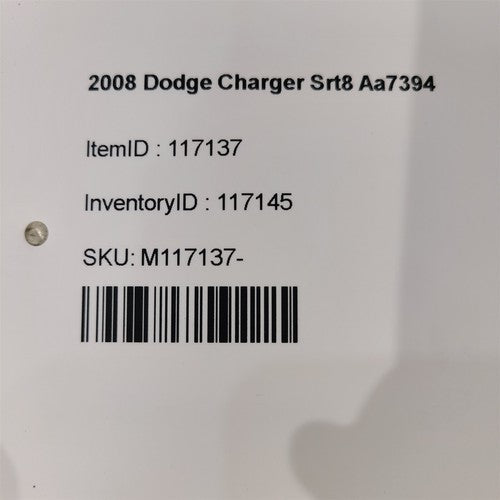 2008 Dodge Charger Srt8 Aa7394
ItemID : 117137
InventoryID : 117145
SKU: M117137-